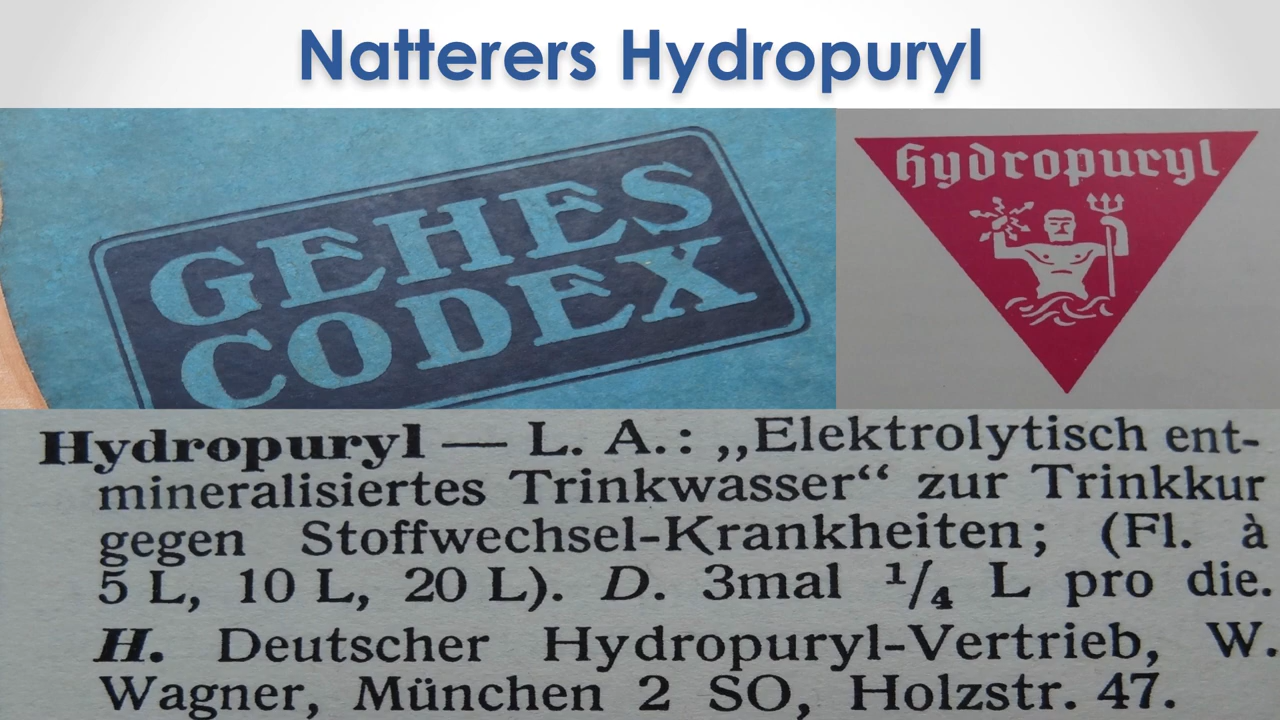 Natterers Hydropuryl
GEHES
CODEX
Hydropuryl
Hydropuryl — L. A.: „Elektrolytisch ent-
mineralisiertes Trinkwasser“ zur Trinkkur
gegen Stoffwechsel-Krankheiten; (Fl. à
5 L, 10 L, 20 L). D. 3mal ¹/₄ L pro die.
H. Deutscher Hydropuryl-Vertrieb, W.
Wagner, München 2 SO, Holzstr. 47.